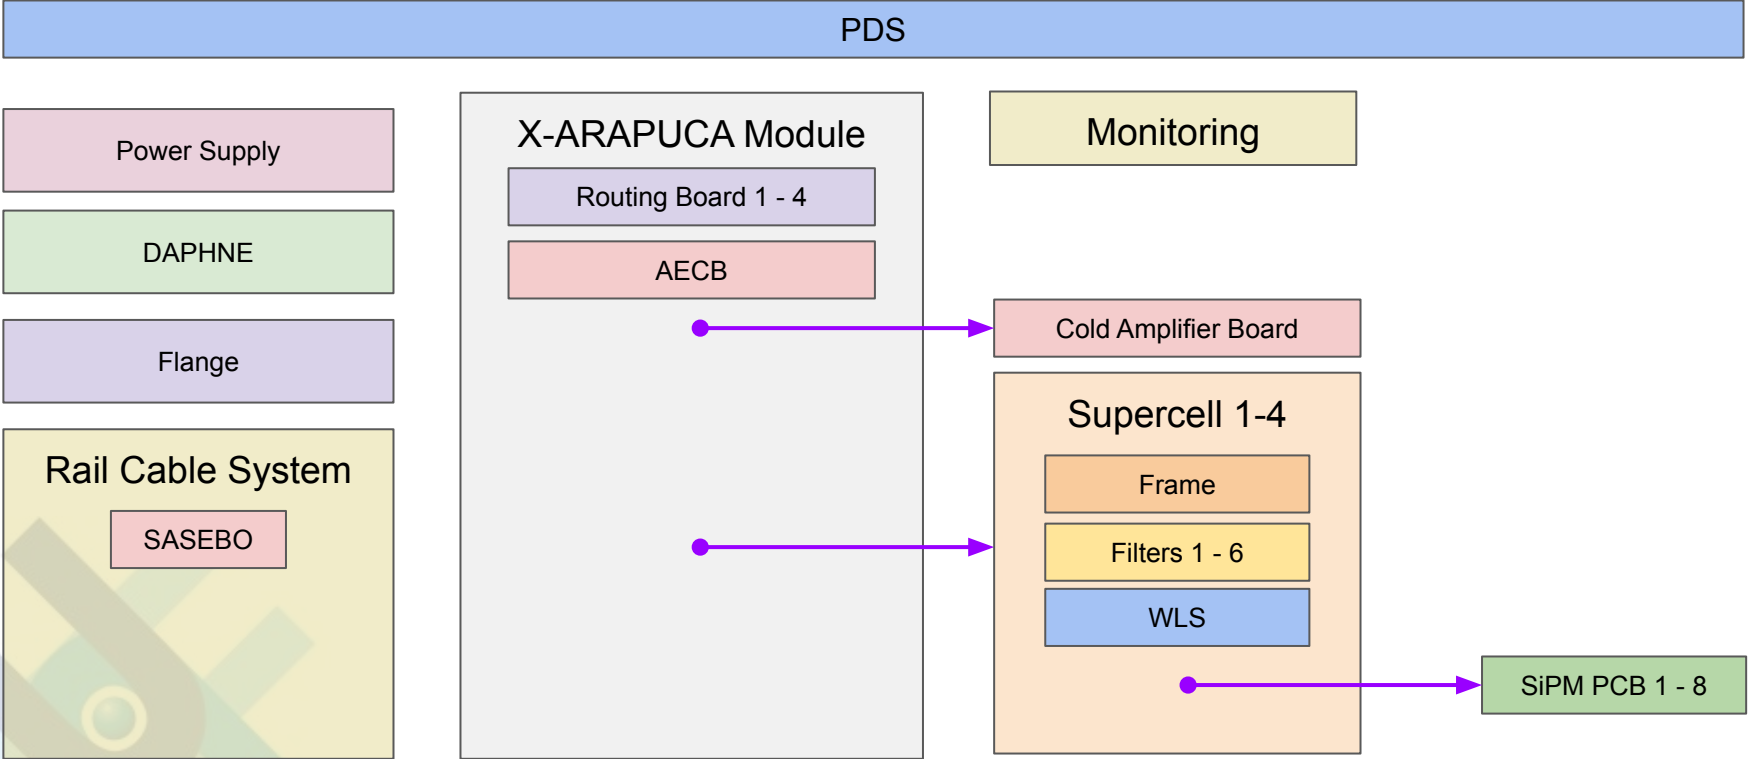 PDS
Power Supply
DAPHNE
Flange
Rail Cable System
SASEBO
X-ARAPUCA Module
Routing Board 1 - 4
AECB
Monitoring
Cold Amplifier Board
Supercell 1-4
Frame
Filters 1 - 6
WLS
SiPM PCB 1 - 8